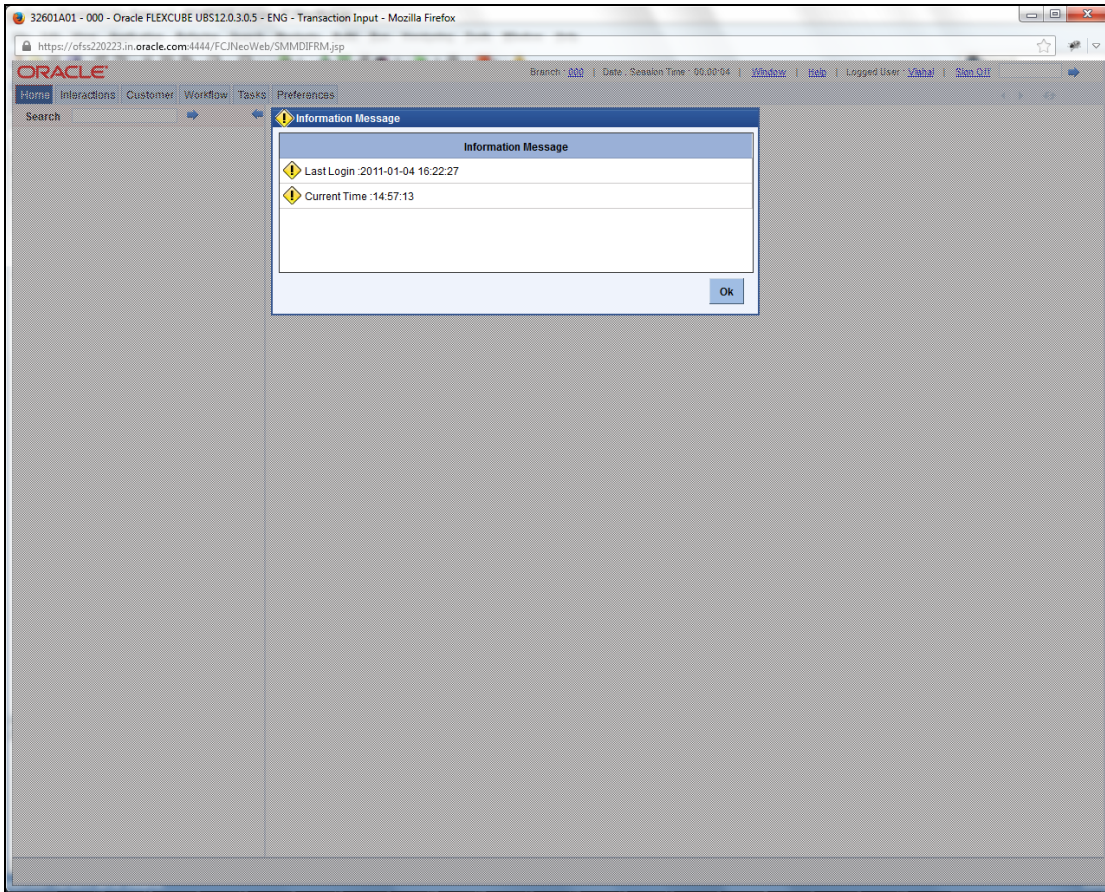 32601A01 - 000 - Oracle FLEXCUBE UBS12.0.3.0.5 - ENG - Transaction Input - Mozilla Firefox
https://ofss220223.in.oracle.com:4444/FCJNeoWeb/SMMDIFRM.jsp
ORACLE Branch : 000 | Date . Session Time : 00.00:04 | Window | Help | Logged User : Vishal | Sign Off
Home Interactions Customer Workflow Tasks Preferences
Search
Information Message
Information Message
Last Login :2011-01-04 16:22:27
Current Time :14:57:13
Ok